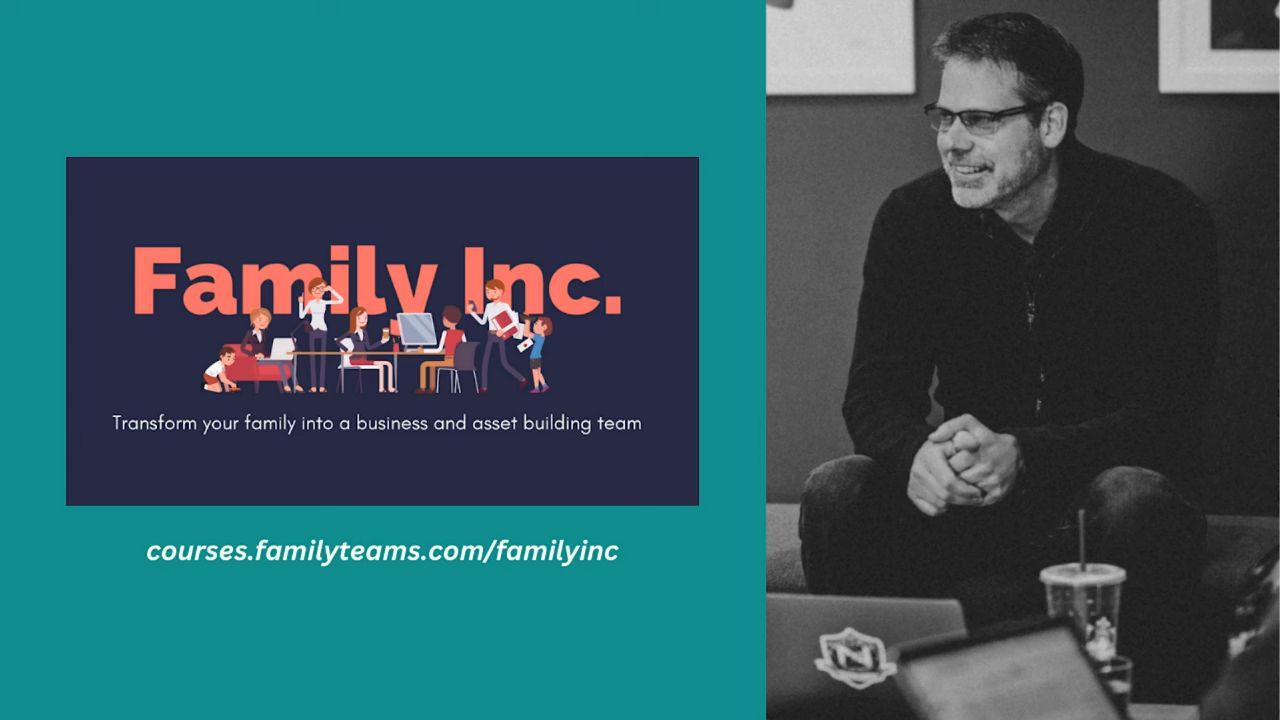 Family Inc.
Transform your family into a business and asset building team
courses.familyteams.com/familyinc
N